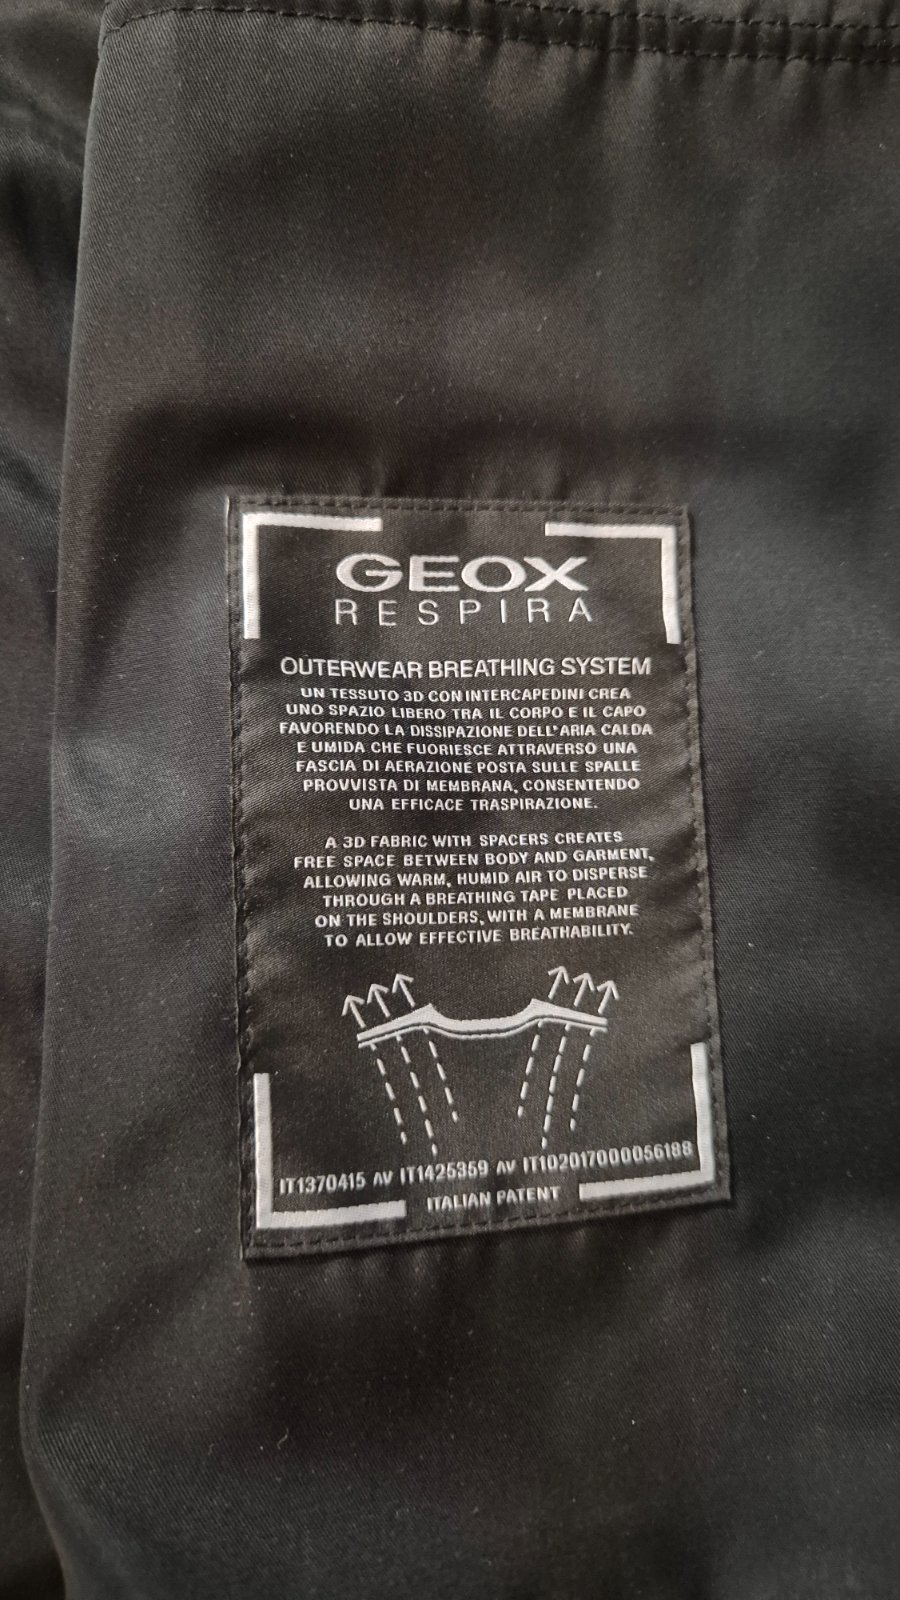 GEOX
RESPIRA
OUTERWEAR BREATHING SYSTEM
UN TESSUTO 3D CON INTERCAPEDINI CREA
UNO SPAZIO LIBERO TRA IL CORPO E IL CAPO
FAVORENDO LA DISSIPAZIONE DELL'ARIA CALDA
E UMIDA CHE FUORIESCE ATTRAVERSO UNA
FASCIA DI AERAZIONE POSTA SULLE SPALLE
PROVVISTA DI MEMBRANA, CONSENTENDO
UNA EFFICACE TRASPIRAZIONE.
A 3D FABRIC WITH SPACERS CREATES
FREE SPACE BETWEEN BODY AND GARMENT,
ALLOWING WARM, HUMID AIR TO DISPERSE
THROUGH A BREATHING TAPE PLACED
ON THE SHOULDERS, WITH A MEMBRANE
TO ALLOW EFFECTIVE BREATHABILITY.
IT1370415 AV IT1425359 AV IT102017000056188
ITALIAN PATENT